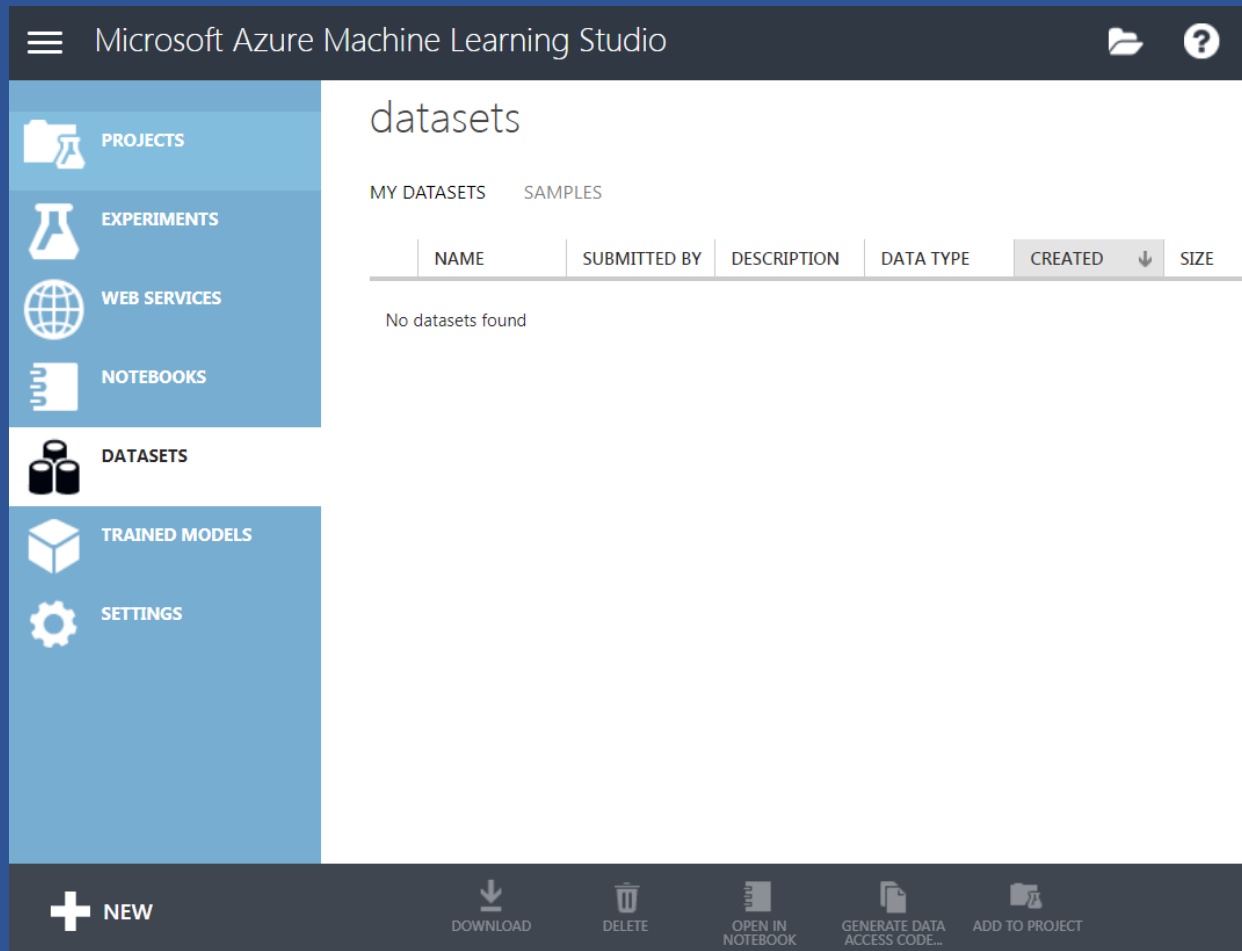 Microsoft Azure Machine Learning Studio
?
PROJECTS
EXPERIMENTS
WEB SERVICES
NOTEBOOKS
DATASETS
TRAINED MODELS
SETTINGS
datasets
MY DATASETS SAMPLES
NAME SUBMITTED BY DESCRIPTION DATA TYPE CREATED SIZE
No datasets found
NEW
DOWNLOAD
DELETE
OPEN IN
NOTEBOOK
GENERATE DATA
ACCESS CODE...
ADD TO PROJECT